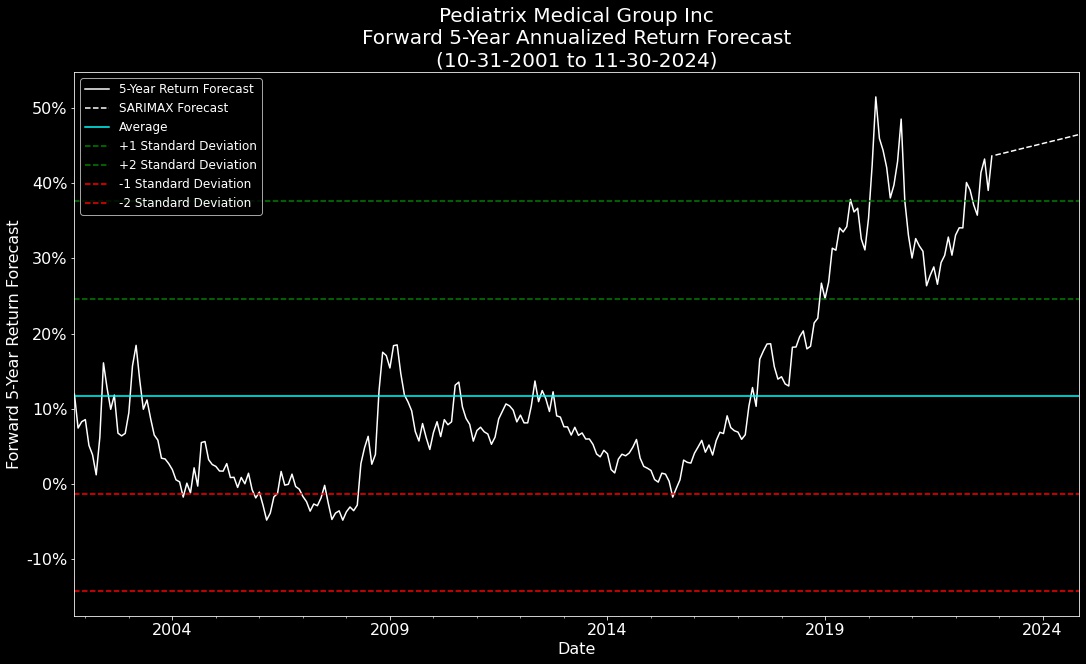 Pediatrix Medical Group Inc
Forward 5-Year Annualized Return Forecast
(10-31-2001 to 11-30-2024)
5-Year Return Forecast
SARIMAX Forecast
Average
+1 Standard Deviation
+2 Standard Deviation
-1 Standard Deviation
-2 Standard Deviation
Forward 5-Year Return Forecast
50%
40%
30%
20%
10%
0%
-10%
2004
2009
2014
2019
2024
Date